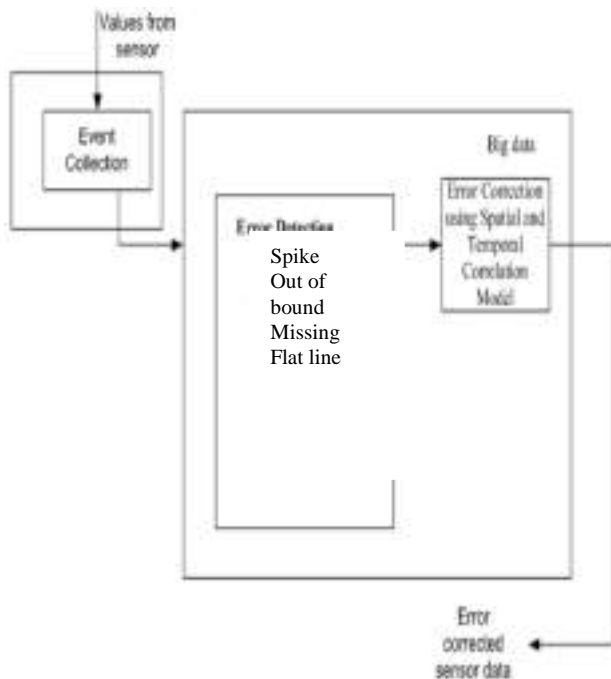 Values from
sensor
Event
Collection
Big data
Error Detection
Spike
Out of
bound
Missing
Flat line
Error Correction
using Spatial and
Temporal
Correlation
Model
Error
corrected
sensor data